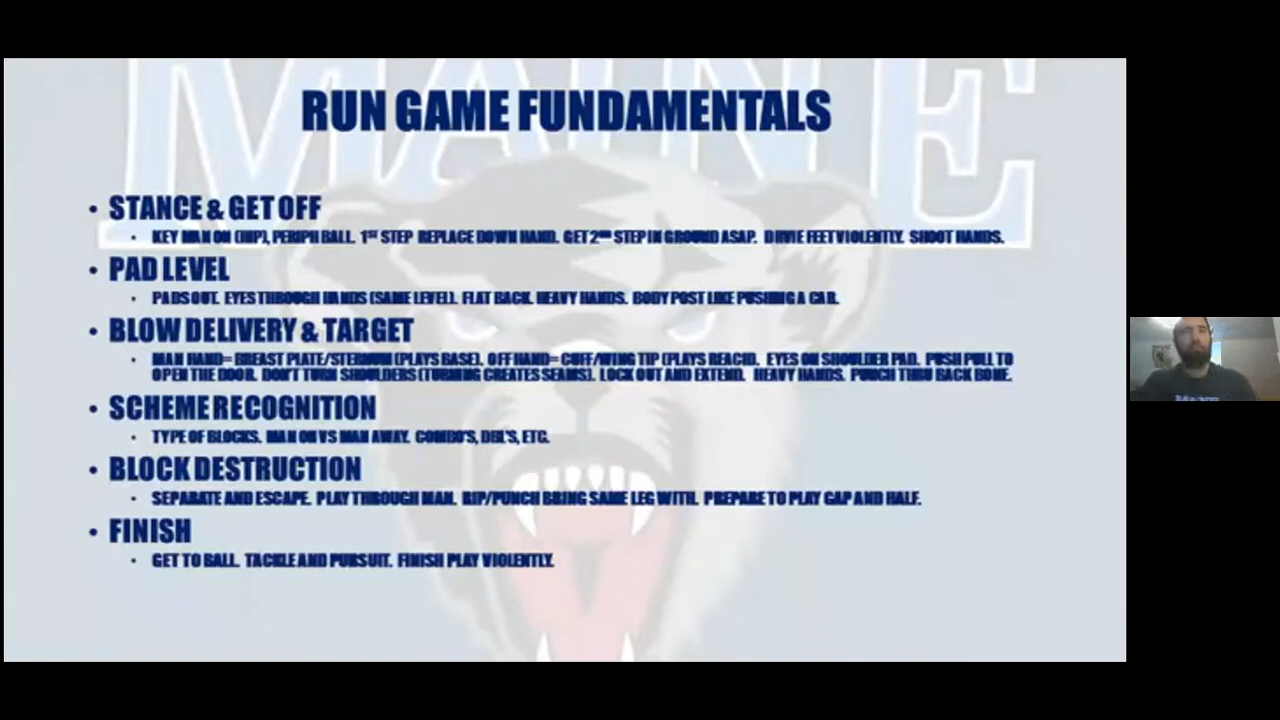 MAINE
RUN GAME FUNDAMENTALS
• STANCE & GET OFF
• KEY MAN ON (HIP), PERIPH BALL. 1ST STEP REPLACE DOWN HAND. GET 2ND STEP IN GROUND ASAP. DRVIE FEET VIOLENTLY. SHOOT HANDS.
• PAD LEVEL
• PADS OUT. EYES THROUGH HANDS (SAME LEVEL). FLAT BACK. HEAVY HANDS. BODY POST LIKE PUSHING A CAR.
• BLOW DELIVERY & TARGET
• MAN HAND= BREAST PLATE/STERNUM (PLAYS BASE). OFF HAND= CUFF/WING TIP (PLAYS REACH). EYES ON SHOULDER PAD. PUSH PULL TO
OPEN THE DOOR. DON'T TURN SHOULDERS (TURNING CREATES SEAMS). LOCK OUT AND EXTEND. HEAVY HANDS. PUNCH THRU BACK BONE.
• SCHEME RECOGNITION
• TYPE OF BLOCKS. MAN ON VS MAN AWAY. COMBO'S, DBL'S, ETC.
• BLOCK DESTRUCTION
• SEPARATE AND ESCAPE. PLAY THROUGH MAN. RIP/PUNCH BRING SAME LEG WITH. PREPARE TO PLAY GAP AND HALF.
• FINISH
• GET TO BALL. TACKLE AND PURSUIT. FINISH PLAY VIOLENTLY.
MAINE